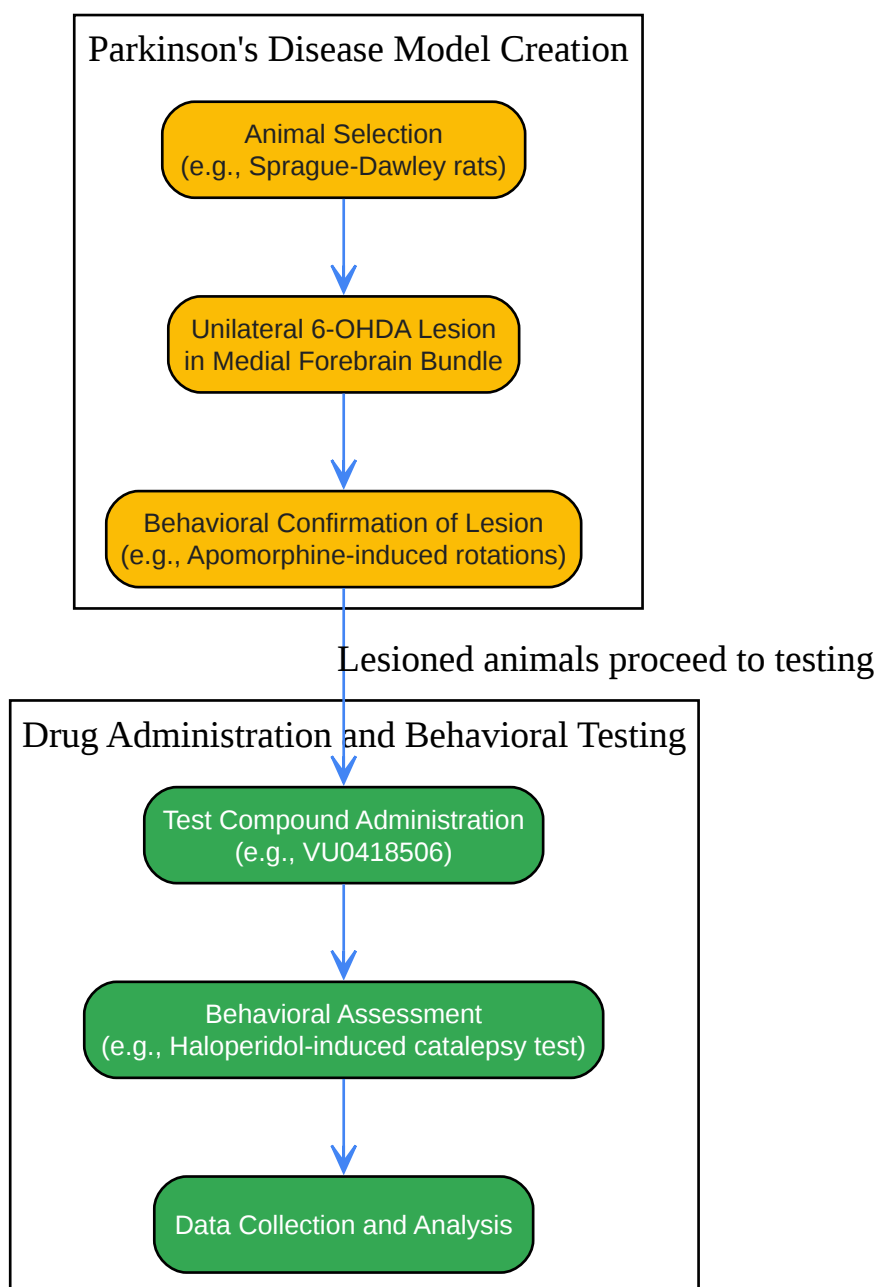 Parkinson's Disease Model Creation
Animal Selection
(e.g., Sprague-Dawley rats)
Unilateral 6-OHDA Lesion
in Medial Forebrain Bundle
Behavioral Confirmation of Lesion
(e.g., Apomorphine-induced rotations)
Lesioned animals proceed to testing
Drug Administration and Behavioral Testing
Test Compound Administration
(e.g., VU0418506)
Behavioral Assessment
(e.g., Haloperidol-induced catalepsy test)
Data Collection and Analysis